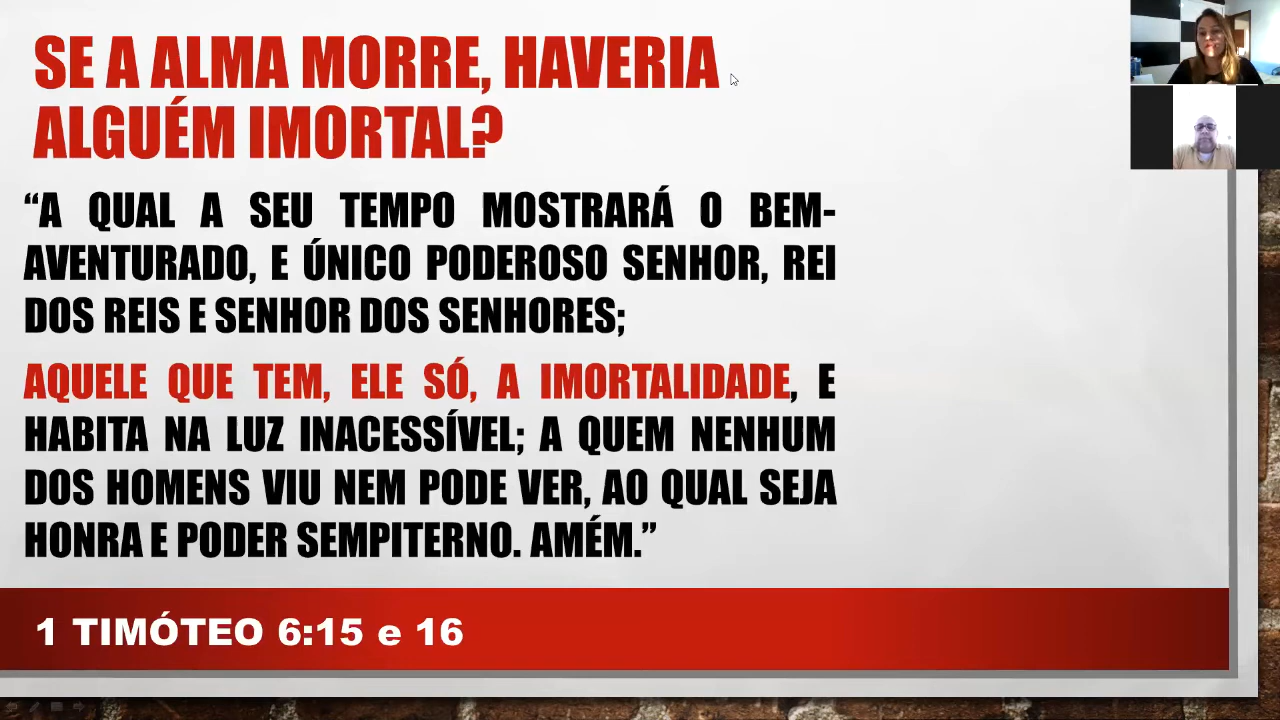 SE A ALMA MORRE, HAVERIA
ALGUÉM IMORTAL?
“A QUAL A SEU TEMPO MOSTRARÁ O BEM-
AVENTURADO, E ÚNICO PODEROSO SENHOR, REI
DOS REIS E SENHOR DOS SENHORES;
AQUELE QUE TEM, ELE SÓ, A IMORTALIDADE, E
HABITA NA LUZ INACESSÍVEL; A QUEM NENHUM
DOS HOMENS VIU NEM PODE VER, AO QUAL SEJA
HONRA E PODER SEMPITERNO. AMÉM.”
1 TIMÓTEO 6:15 e 16